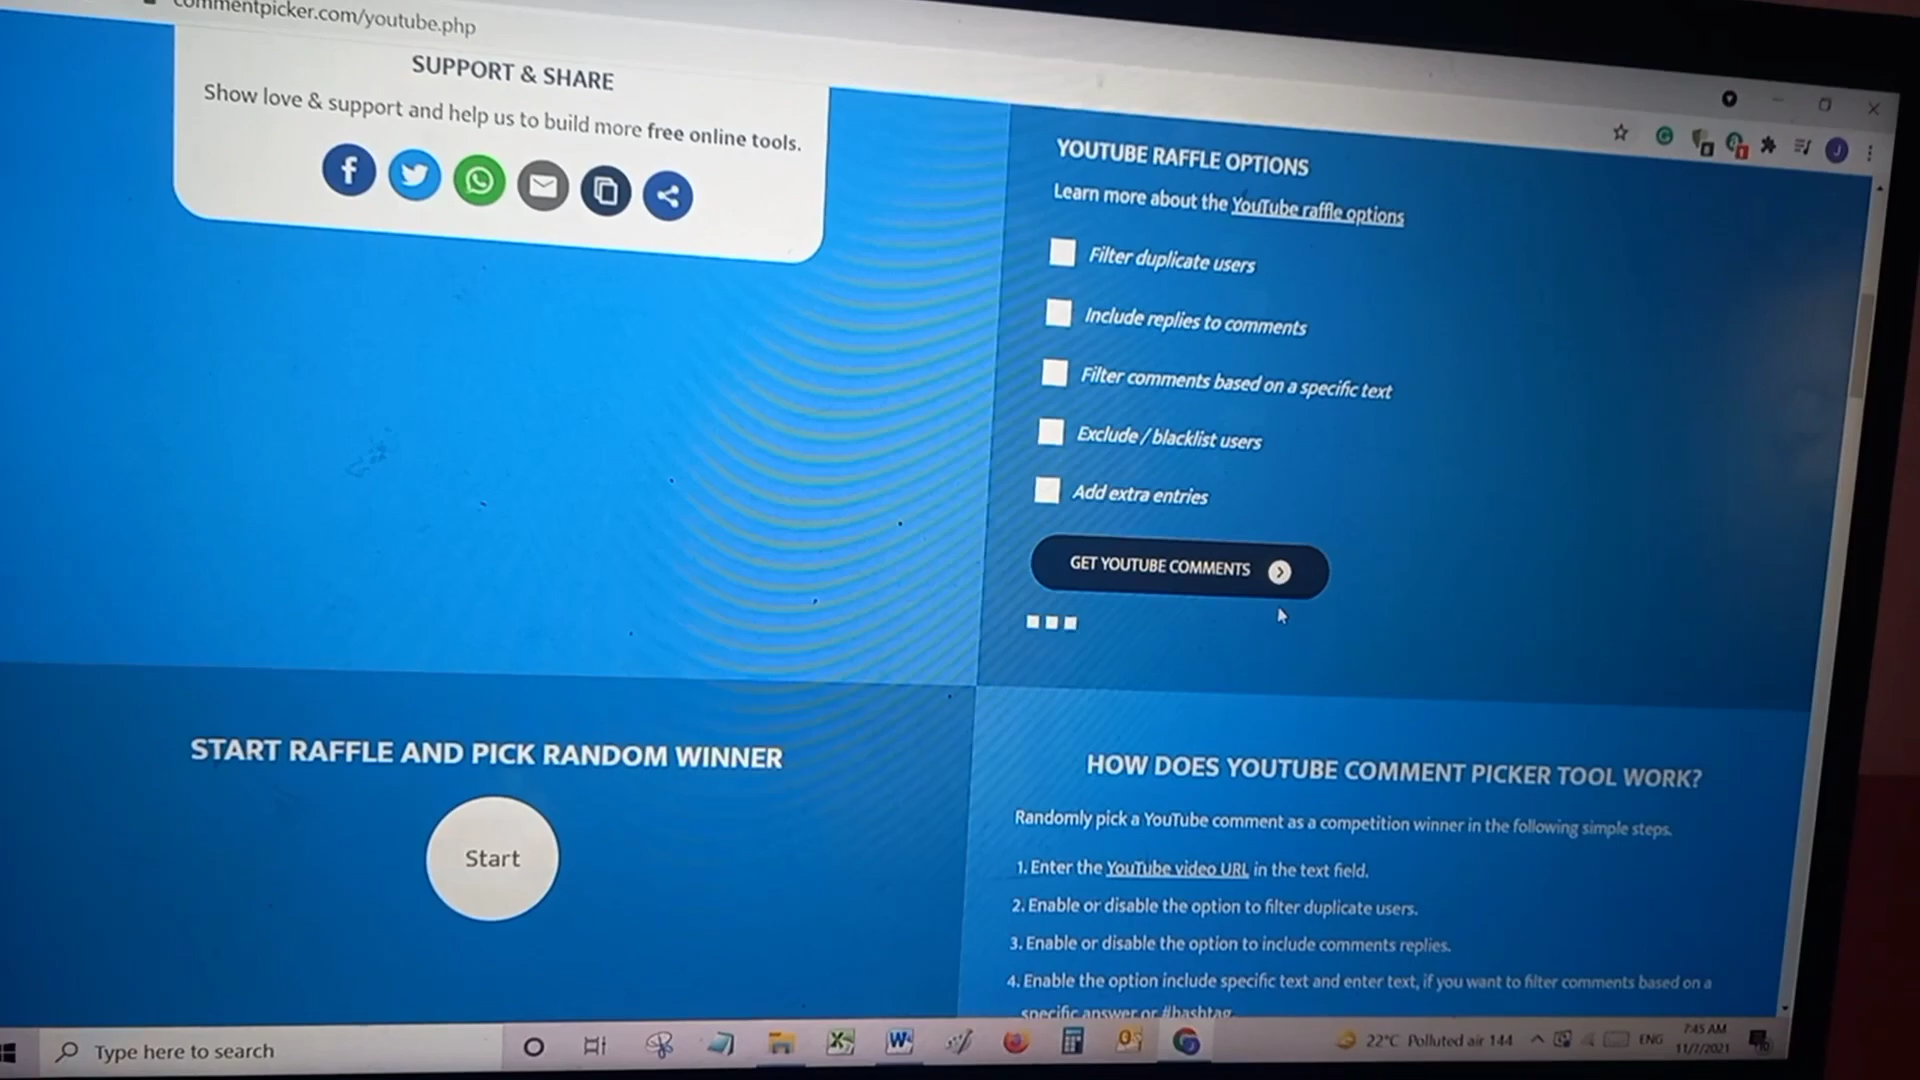 commentpicker.com/youtube.php
SUPPORT & SHARE
Show love & support and help us to build more free online tools.
YOUTUBE RAFFLE OPTIONS
Learn more about the YouTube raffle options
Filter duplicate users
Include replies to comments
Filter comments based on a specific text
Exclude / blacklist users
Add extra entries
GET YOUTUBE COMMENTS
START RAFFLE AND PICK RANDOM WINNER
Start
HOW DOES YOUTUBE COMMENT PICKER TOOL WORK?
Randomly pick a YouTube comment as a competition winner in the following simple steps.
1. Enter the YouTube video URL in the text field.
2. Enable or disable the option to filter duplicate users.
3. Enable or disable the option to include comments replies.
4. Enable the option include specific text and enter text, if you want to filter comments based on a
specific answer or #hashtag.
Type here to search
22°C Polluted air 144
ENG
7:45 AM
11/7/2021